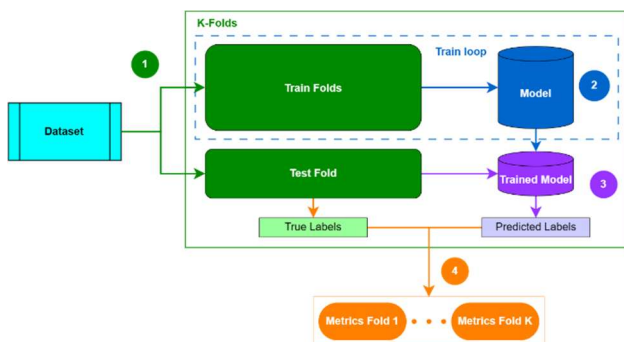 K-Folds
Train loop
1
Train Folds
Model
2
Dataset
Test Fold
Trained Model
3
True Labels
Predicted Labels
4
Metrics Fold 1
Metrics Fold K